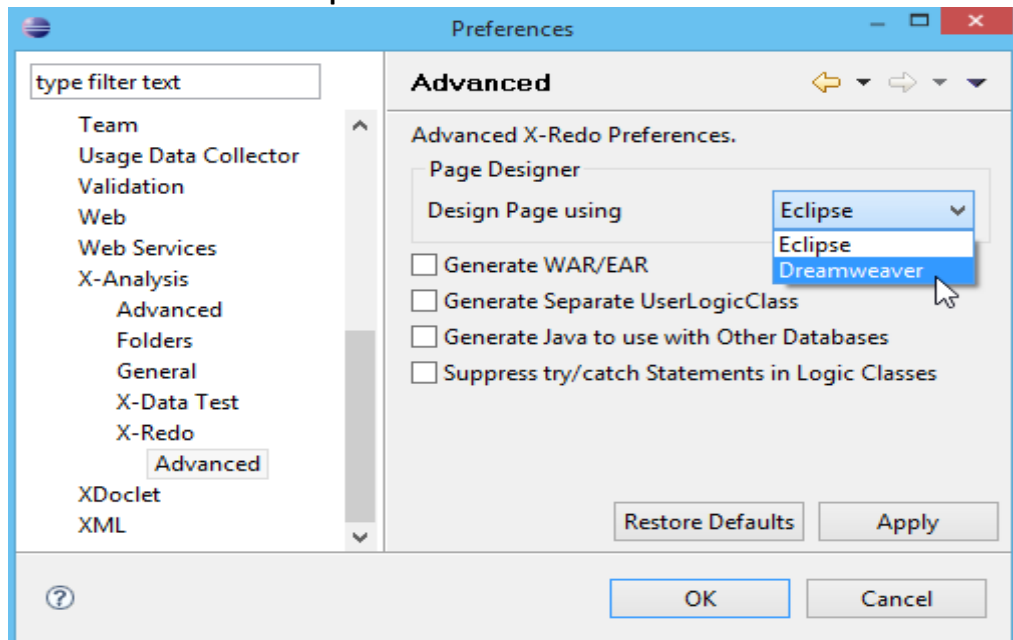 Preferences
type filter text
Team
Usage Data Collector
Validation
Web
Web Services
X-Analysis
Advanced
Folders
General
X-Data Test
X-Redo
Advanced
XDoclet
XML
Advanced
Advanced X-Redo Preferences.
Page Designer
Design Page using
Eclipse
Eclipse
Dreamweaver
Generate WAR/EAR
Generate Separate UserLogicClass
Generate Java to use with Other Databases
Suppress try/catch Statements in Logic Classes
Restore Defaults
Apply
OK
Cancel